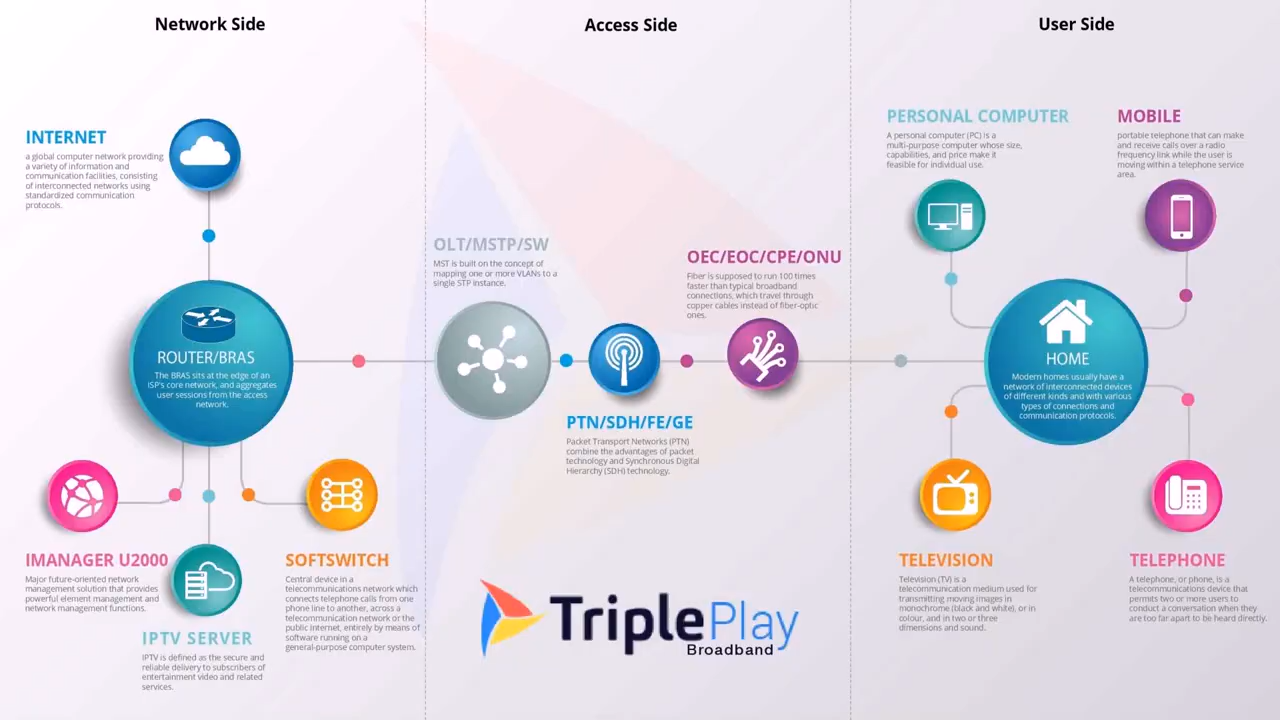 Network Side
Access Side
User Side
INTERNET
a global computer network providing
a variety of information and
communication facilities, consisting
of interconnected networks using
standardized communication
protocols.
ROUTER/BRAS
The BRAS sits at the edge of an
ISP's core network, and aggregates
user sessions from the access
network.
IMANAGER U2000
Major future-oriented network
management solution that provides
powerful element management and
network management functions.
IPTV SERVER
IPTV is defined as the secure and
reliable delivery to subscribers of
entertainment video and related
services.
SOFTSWITCH
Central device in a
telecommunications network which
connects telephone calls from one
phone line to another, across a
telecommunication network or the
public Internet, entirely by means of
software running on a
general-purpose computer system.
OLT/MSTP/SW
MST is built on the concept of
mapping one or more VLANs to a
single STP instance.
PTN/SDH/FE/GE
Packet Transport Networks (PTN)
combine the advantages of packet
technology and Synchronous Digital
Hierarchy (SDH) technology.
OEC/EOC/CPE/ONU
Fiber is supposed to run 100 times
faster than typical broadband
connections, which travel through
copper cables instead of fiber-optic
ones.
TriplePlay
Broadband
PERSONAL COMPUTER
A personal computer (PC) is a
multi-purpose computer whose size,
capabilities, and price make it
feasible for individual use.
MOBILE
portable telephone that can make
and receive calls over a radio
frequency link while the user is
moving within a telephone service
area.
HOME
Modern homes usually have a
network of interconnected devices
of different kinds and with various
types of connections and
communication protocols.
TELEVISION
Television (TV) is a
telecommunication medium used for
transmitting moving images in
monochrome (black and white), or in
colour, and in two or three
dimensions and sound.
TELEPHONE
A telephone, or phone, is a
telecommunications device that
permits two or more users to
conduct a conversation when they
are too far apart to be heard directly.